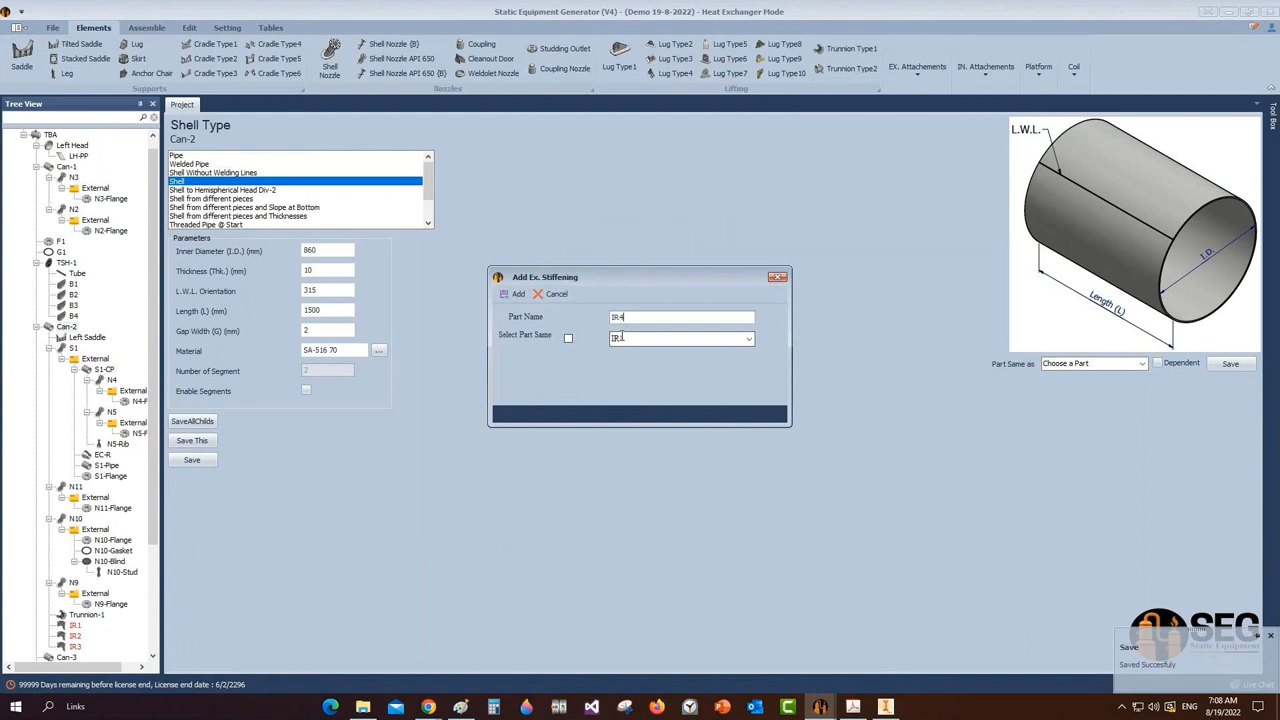 Static Equipment Generator (V4) - (Demo 19-8-2022) - Heat Exchanger Mode
File Elements Assemble Edit Setting Tables
Saddle
Tilted Saddle
Stacked Saddle
Leg
Lug
Skirt
Anchor Chair
Cradle Type1
Cradle Type2
Cradle Type3
Cradle Type4
Cradle Type5
Cradle Type6
Supports
Shell Nozzle
Shell Nozzle {B}
Shell Nozzle API 650
Shell Nozzle API 650 {B}
Coupling
Cleanout Door
Weldolet Nozzle
Studding Outlet
Coupling Nozzle
Nozzles
Lug Type1
Lug Type2
Lug Type3
Lug Type4
Lug Type5
Lug Type6
Lug Type7
Lug Type8
Lug Type9
Lug Type10
Trunnion Type1
Trunnion Type2
Lifting
EX. Attachements
IN. Attachements
Platform
Coil
Tree View
TBA
Left Head
LH-PP
Can-1
N3
External
N3-Flange
N2
External
N2-Flange
F1
G1
TSH-1
Tube
B1
B2
B3
B4
Can-2
Left Saddle
S1
External
S1-CP
N4
External
N4-F
N5
External
N5-F
N5-Rib
EC-R
S1-Pipe
S1-Flange
N11
External
N11-Flange
N10
External
N10-Flange
N10-Gasket
N10-Blind
N10-Stud
N9
External
N9-Flange
Trunnion-1
IR1
IR2
IR3
Can-3
Project
Shell Type
Can-2
Pipe
Welded Pipe
Shell Without Welding Lines
Shell
Shell to Hemispherical Head Div-2
Shell from different pieces
Shell from different pieces and Slope at Bottom
Shell from different pieces and Thicknesses
Threaded Pipe @ Start
Parameters
Inner Diameter (I.D.) (mm) 860
Thickness (Thk.) (mm) 10
L.W.L. Orientation 315
Length (L) (mm) 1500
Gap Width (G) (mm) 2
Material SA-516 70 ...
Number of Segment 2
Enable Segments
SaveAllChilds
Save This
Save
Add Ex. Stiffening
Add Cancel
Part Name IR4
Select Part Same IR1
L.W.L.
I.D.
Length (L)
Part Same as Choose a Part Dependent Save
Tool Box
SEG
Static Equipment
Save
Saved Succesfuly
Live Chat
99999 Days remaining before license end, License end date : 6/2/2296
Links
7:08 AM
8/19/2022